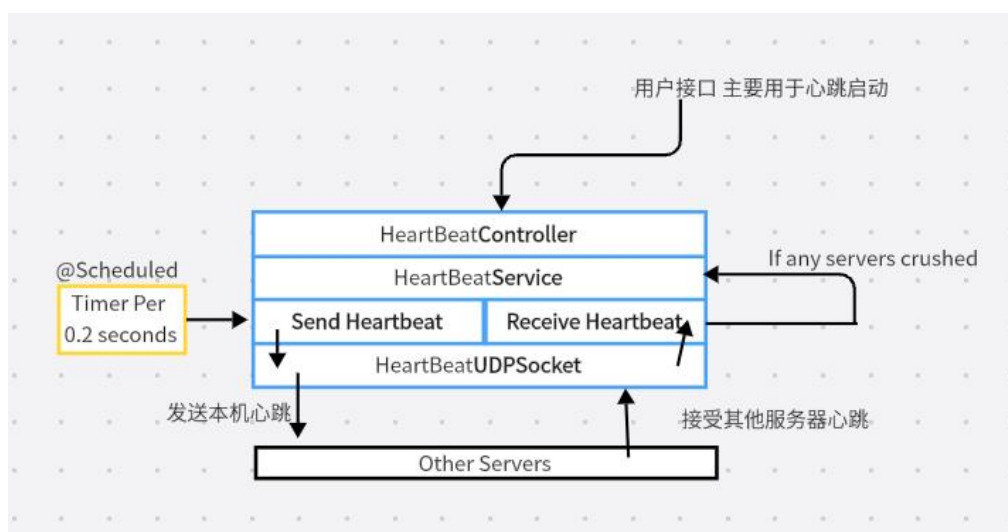 用户接口 主要用于心跳启动
HeartBeatController
@Scheduled
HeartBeatService
If any servers crushed
Timer Per
0.2 seconds
Send Heartbeat
Receive Heartbeat
HeartBeatUDPSocket
发送本机心跳
接受其他服务器心跳
Other Servers